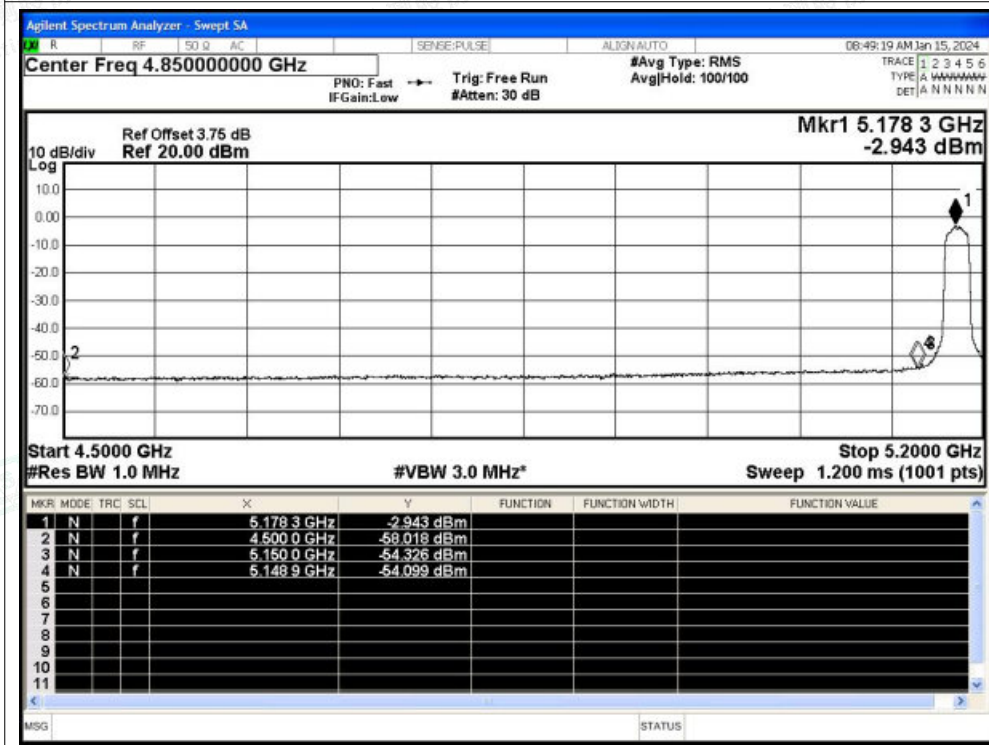 Agilent Spectrum Analyzer - Swept SA
R RF 50 Ω AC SENSE:PULSE ALIGN AUTO 08:49:19 AM Jan 15, 2024
Center Freq 4.850000000 GHz
PNO: Fast Trig: Free Run #Avg Type: RMS TRACE 1 2 3 4 5 6
IFGain:Low #Atten: 30 dB Avg|Hold: 100/100 TYPE A
DET A N N N N N
Mkr1 5.178 3 GHz
-2.943 dBm
Ref Offset 3.75 dB
10 dB/div Ref 20.00 dBm
Log
10.0
0.00
-10.0
-20.0
-30.0
-40.0
-50.0
-60.0
-70.0
1
2
4
Start 4.5000 GHz Stop 5.2000 GHz
#Res BW 1.0 MHz #VBW 3.0 MHz* Sweep 1.200 ms (1001 pts)
MKR MODE TRC SCL X Y FUNCTION FUNCTION WIDTH FUNCTION VALUE
1 N f 5.178 3 GHz -2.943 dBm
2 N f 4.500 0 GHz -58.018 dBm
3 N f 5.150 0 GHz -54.326 dBm
4 N f 5.148 9 GHz -54.099 dBm
5
6
7
8
9
10
11
MSG STATUS